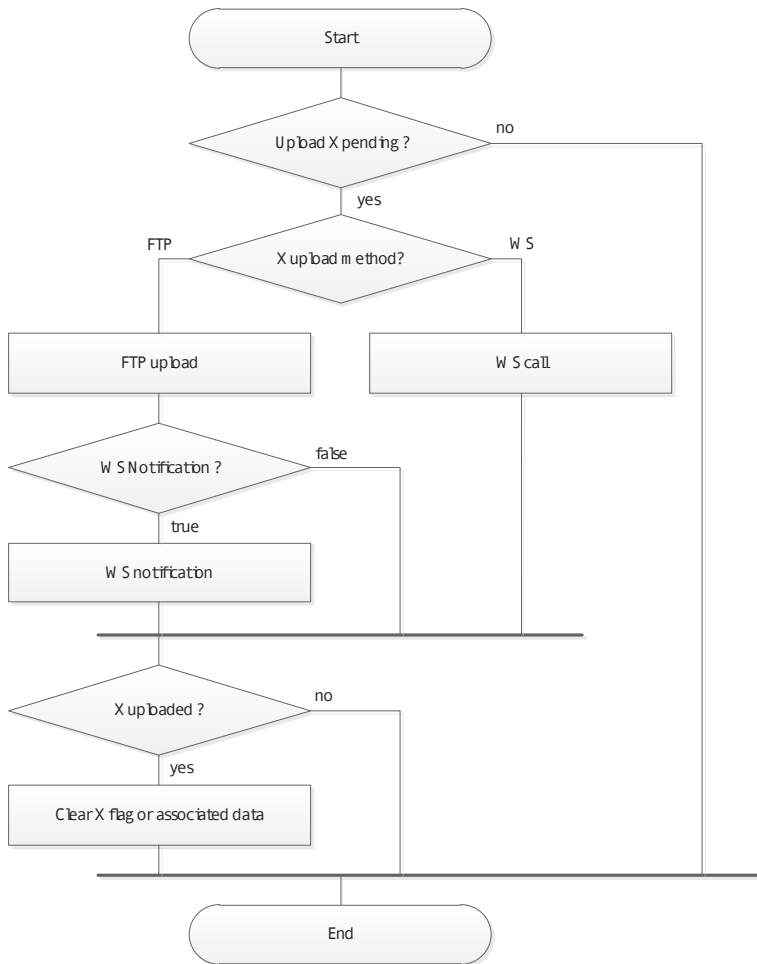 Start
Upload X pending ?
no
yes
X upload method?
FTP
WS
FTP upload
WS call
WS Notification ?
false
true
WS notification
X uploaded ?
no
yes
Clear X flag or associated data
End